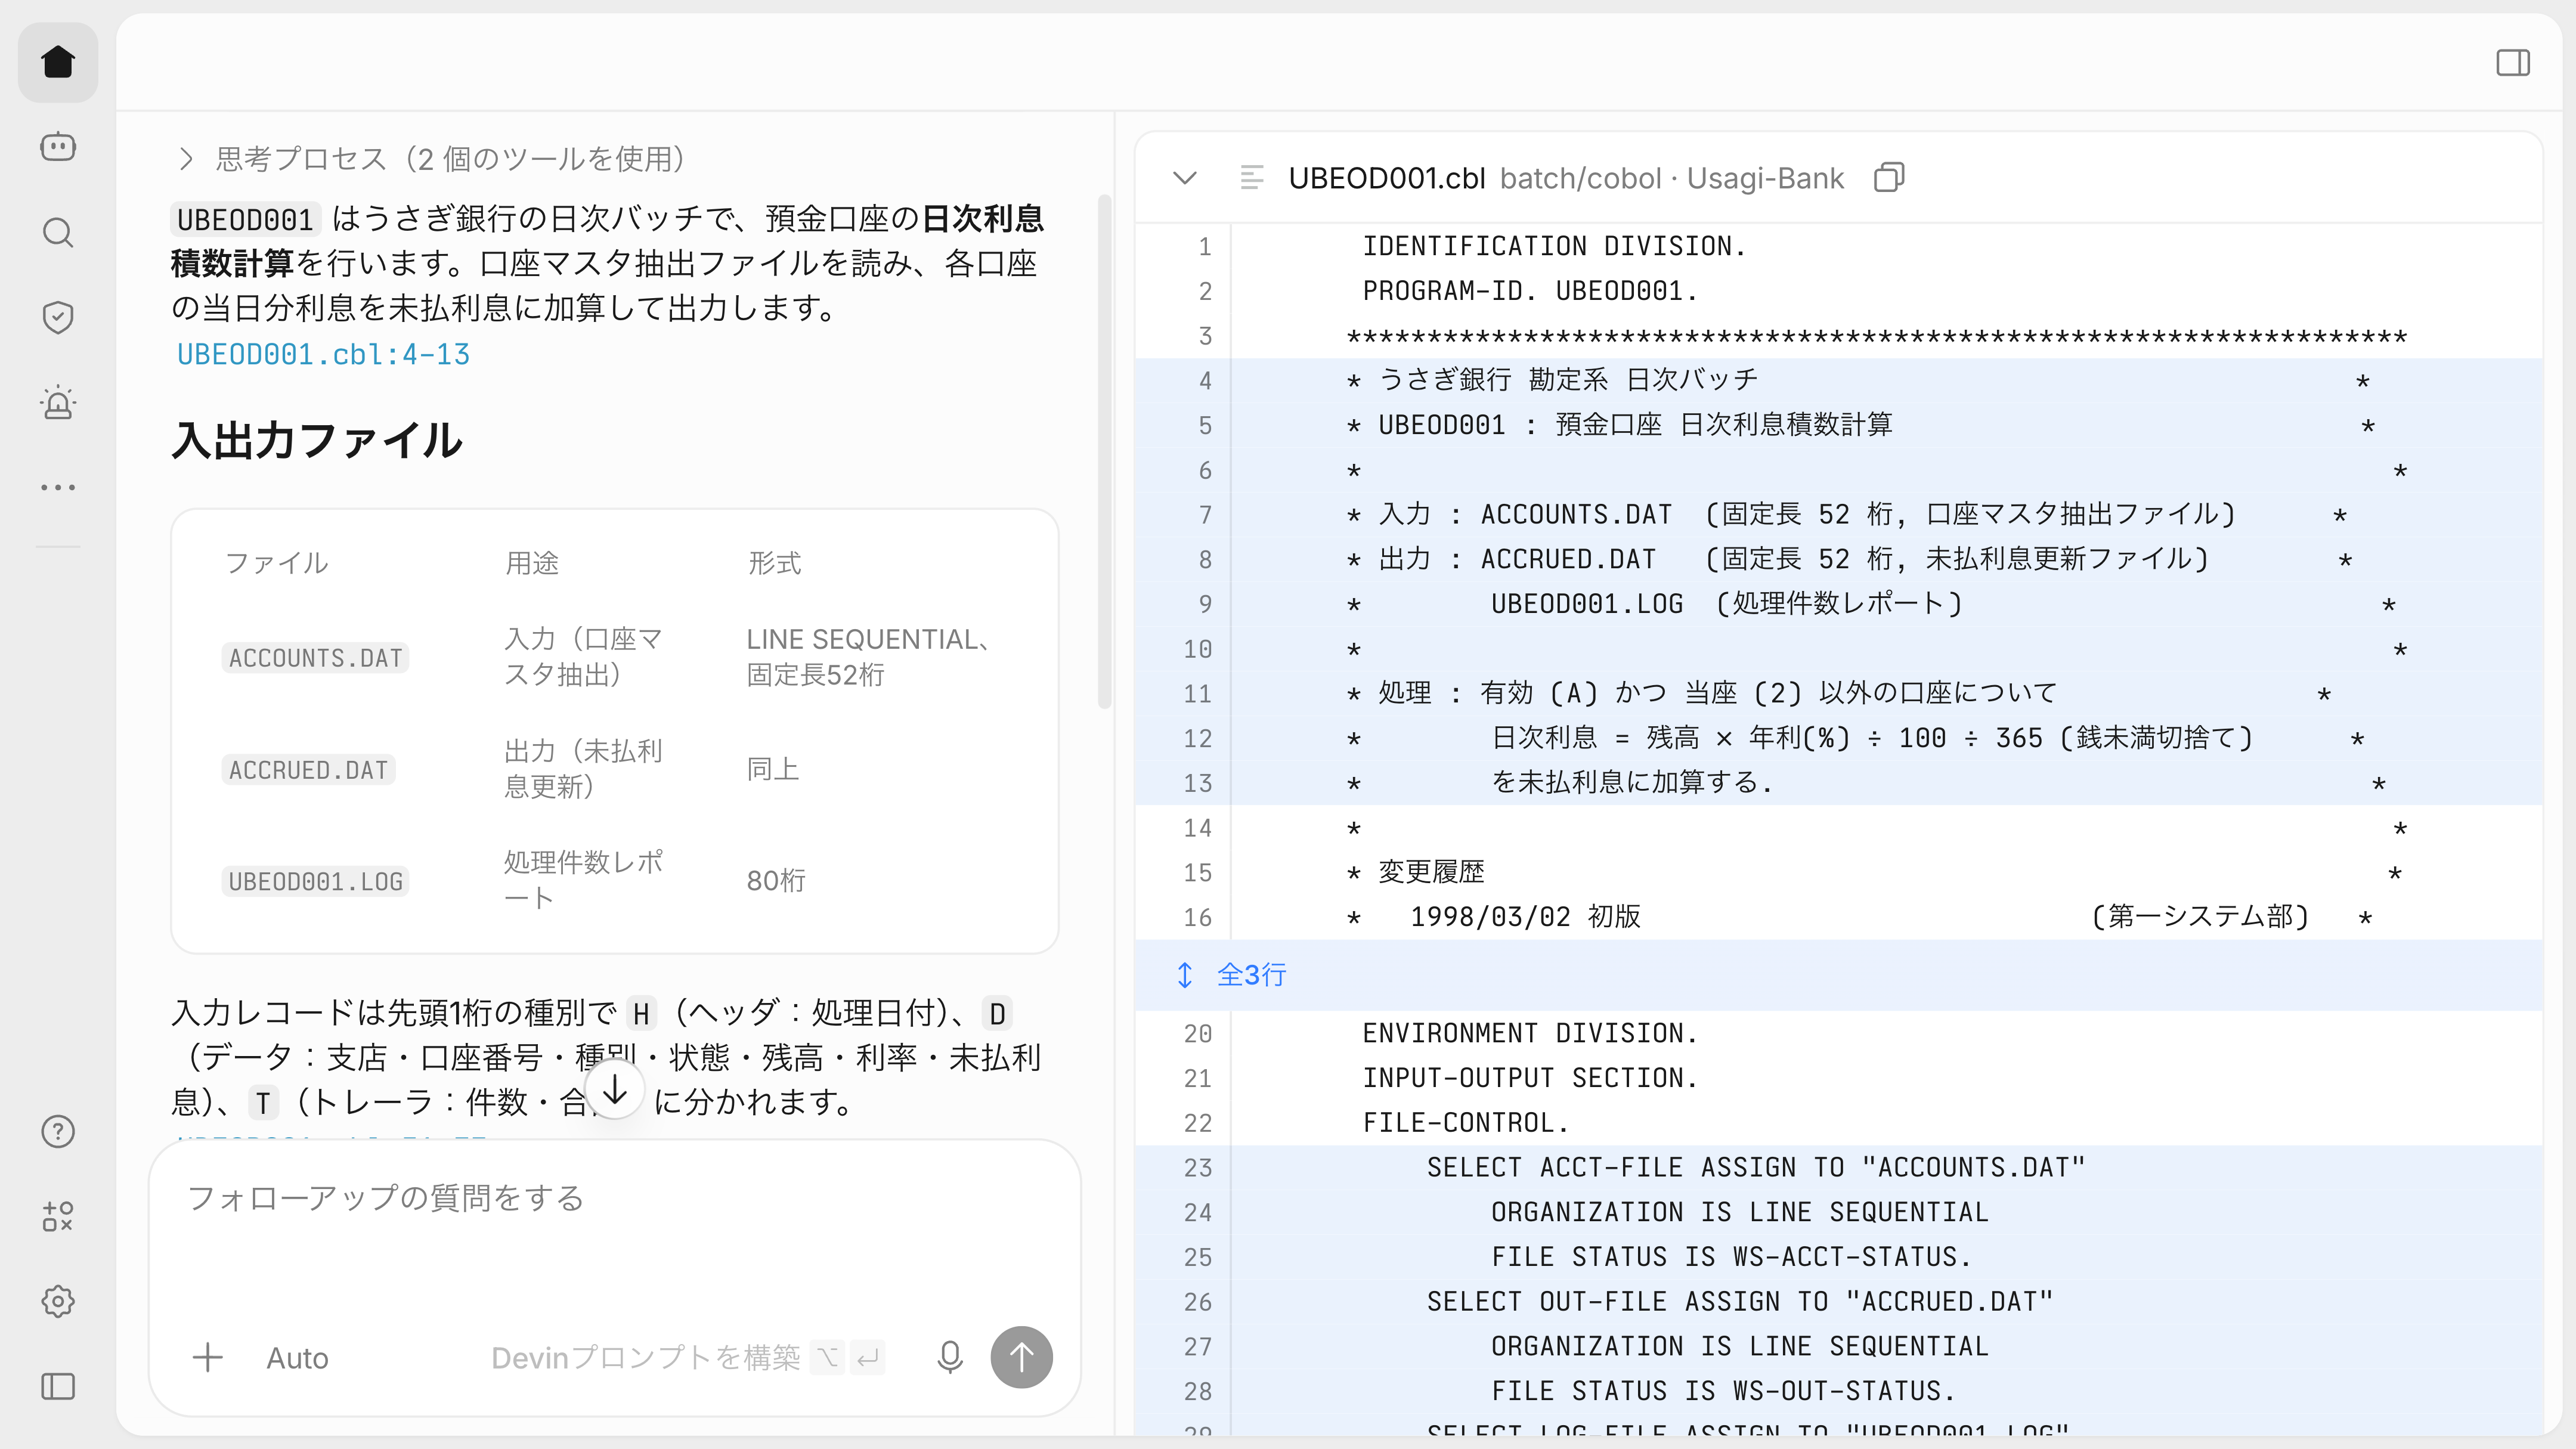 思考プロセス（2 個のツールを使用）
UBEOD001 はうさぎ銀行の日次バッチで、預金口座の日次利息
積数計算を行います。口座マスタ抽出ファイルを読み、各口座
の当日分利息を未払利息に加算して出力します。
UBEOD001.cbl:4-13
入出力ファイル
ファイル 用途 形式
ACCOUNTS.DAT 入力（口座マスタ抽出） LINE SEQUENTIAL、固定長52桁
ACCRUED.DAT 出力（未払利息更新） 同上
UBEOD001.LOG 処理件数レポート 80桁
入力レコードは先頭1桁の種別で H （ヘッダ：処理日付）、 D
（データ：支店・口座番号・種別・状態・残高・利率・未払利
息）、 T （トレーラ：件数・合 に分かれます。
フォローアップの質問をする
Auto
Devinプロンプトを構築 ⌥ ↵
UBEOD001.cbl batch/cobol · Usagi-Bank
1 IDENTIFICATION DIVISION.
2 PROGRAM-ID. UBEOD001.
3 ******************************************************************
4 * うさぎ銀行 勘定系 日次バッチ *
5 * UBEOD001 : 預金口座 日次利息積数計算 *
6 * *
7 * 入力 : ACCOUNTS.DAT (固定長 52 桁, 口座マスタ抽出ファイル) *
8 * 出力 : ACCRUED.DAT (固定長 52 桁, 未払利息更新ファイル) *
9 * UBEOD001.LOG (処理件数レポート) *
10 * *
11 * 処理 : 有効 (A) かつ 当座 (2) 以外の口座について *
12 * 日次利息 = 残高 × 年利(%) ÷ 100 ÷ 365 (銭未満切捨て) *
13 * を未払利息に加算する. *
14 * *
15 * 変更履歴 *
16 * 1998/03/02 初版 (第一システム部) *
全3行
20 ENVIRONMENT DIVISION.
21 INPUT-OUTPUT SECTION.
22 FILE-CONTROL.
23 SELECT ACCT-FILE ASSIGN TO "ACCOUNTS.DAT"
24 ORGANIZATION IS LINE SEQUENTIAL
25 FILE STATUS IS WS-ACCT-STATUS.
26 SELECT OUT-FILE ASSIGN TO "ACCRUED.DAT"
27 ORGANIZATION IS LINE SEQUENTIAL
28 FILE STATUS IS WS-OUT-STATUS.
29 SELECT LOG-FILE ASSIGN TO "UBEOD001.LOG"